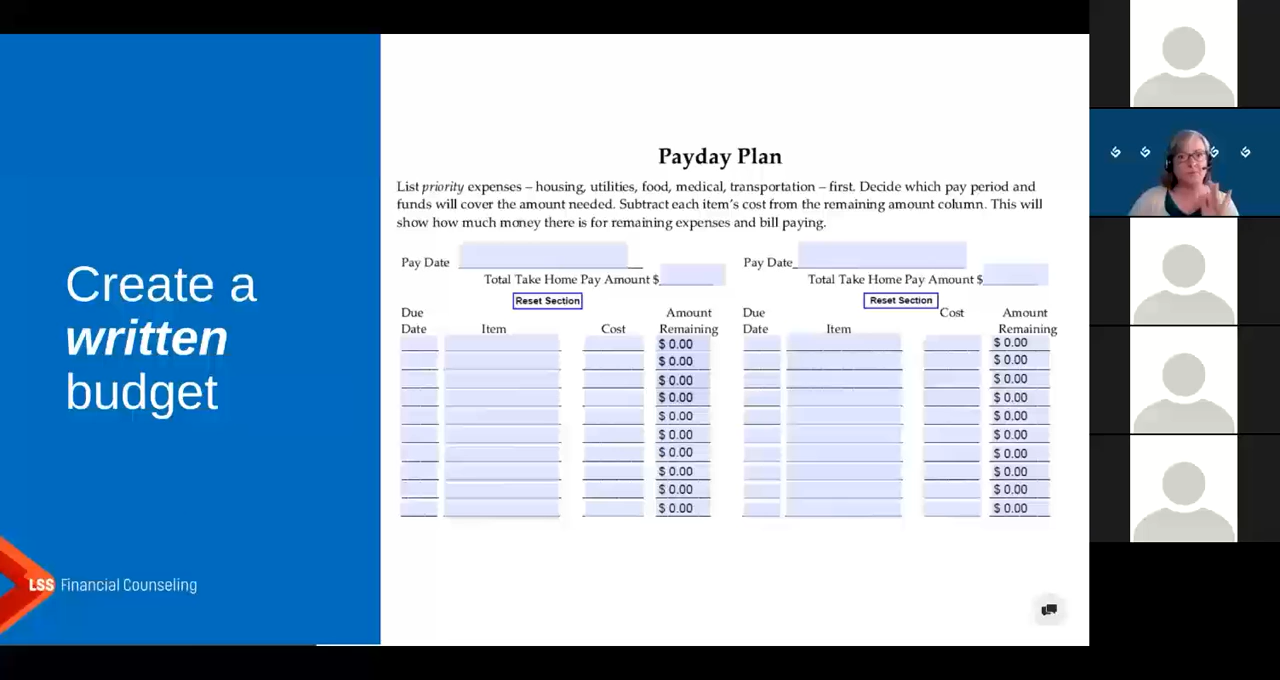 Create a
written
budget
LSS Financial Counseling
Payday Plan
List priority expenses – housing, utilities, food, medical, transportation – first. Decide which pay period and
funds will cover the amount needed. Subtract each item's cost from the remaining amount column. This will
show how much money there is for remaining expenses and bill paying.
Pay Date
Total Take Home Pay Amount $
Reset Section
Due Date Item Cost Amount Remaining
$ 0.00
$ 0.00
$ 0.00
$ 0.00
$ 0.00
$ 0.00
$ 0.00
$ 0.00
$ 0.00
$ 0.00
Pay Date
Total Take Home Pay Amount $
Reset Section
Due Date Item Cost Amount Remaining
$ 0.00
$ 0.00
$ 0.00
$ 0.00
$ 0.00
$ 0.00
$ 0.00
$ 0.00
$ 0.00
$ 0.00